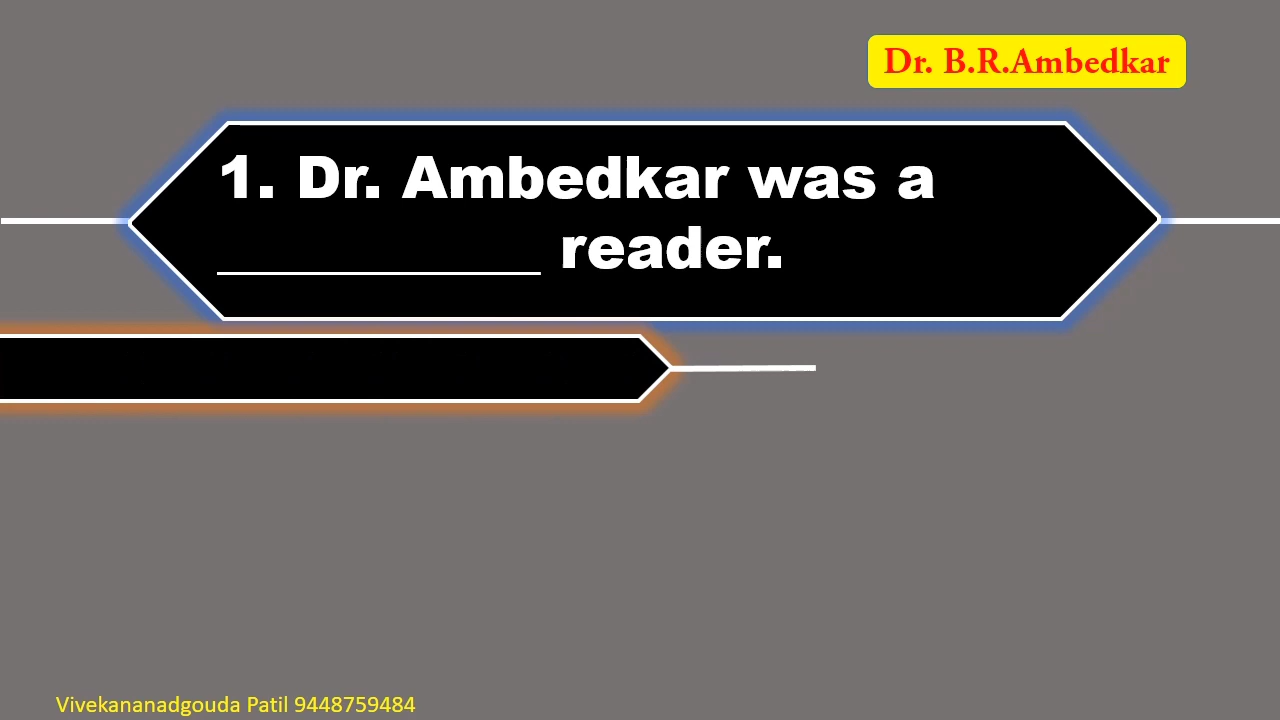 Dr. B.R.Ambedkar
1. Dr. Ambedkar was a
____________ reader.
Vivekananadgouda Patil 9448759484